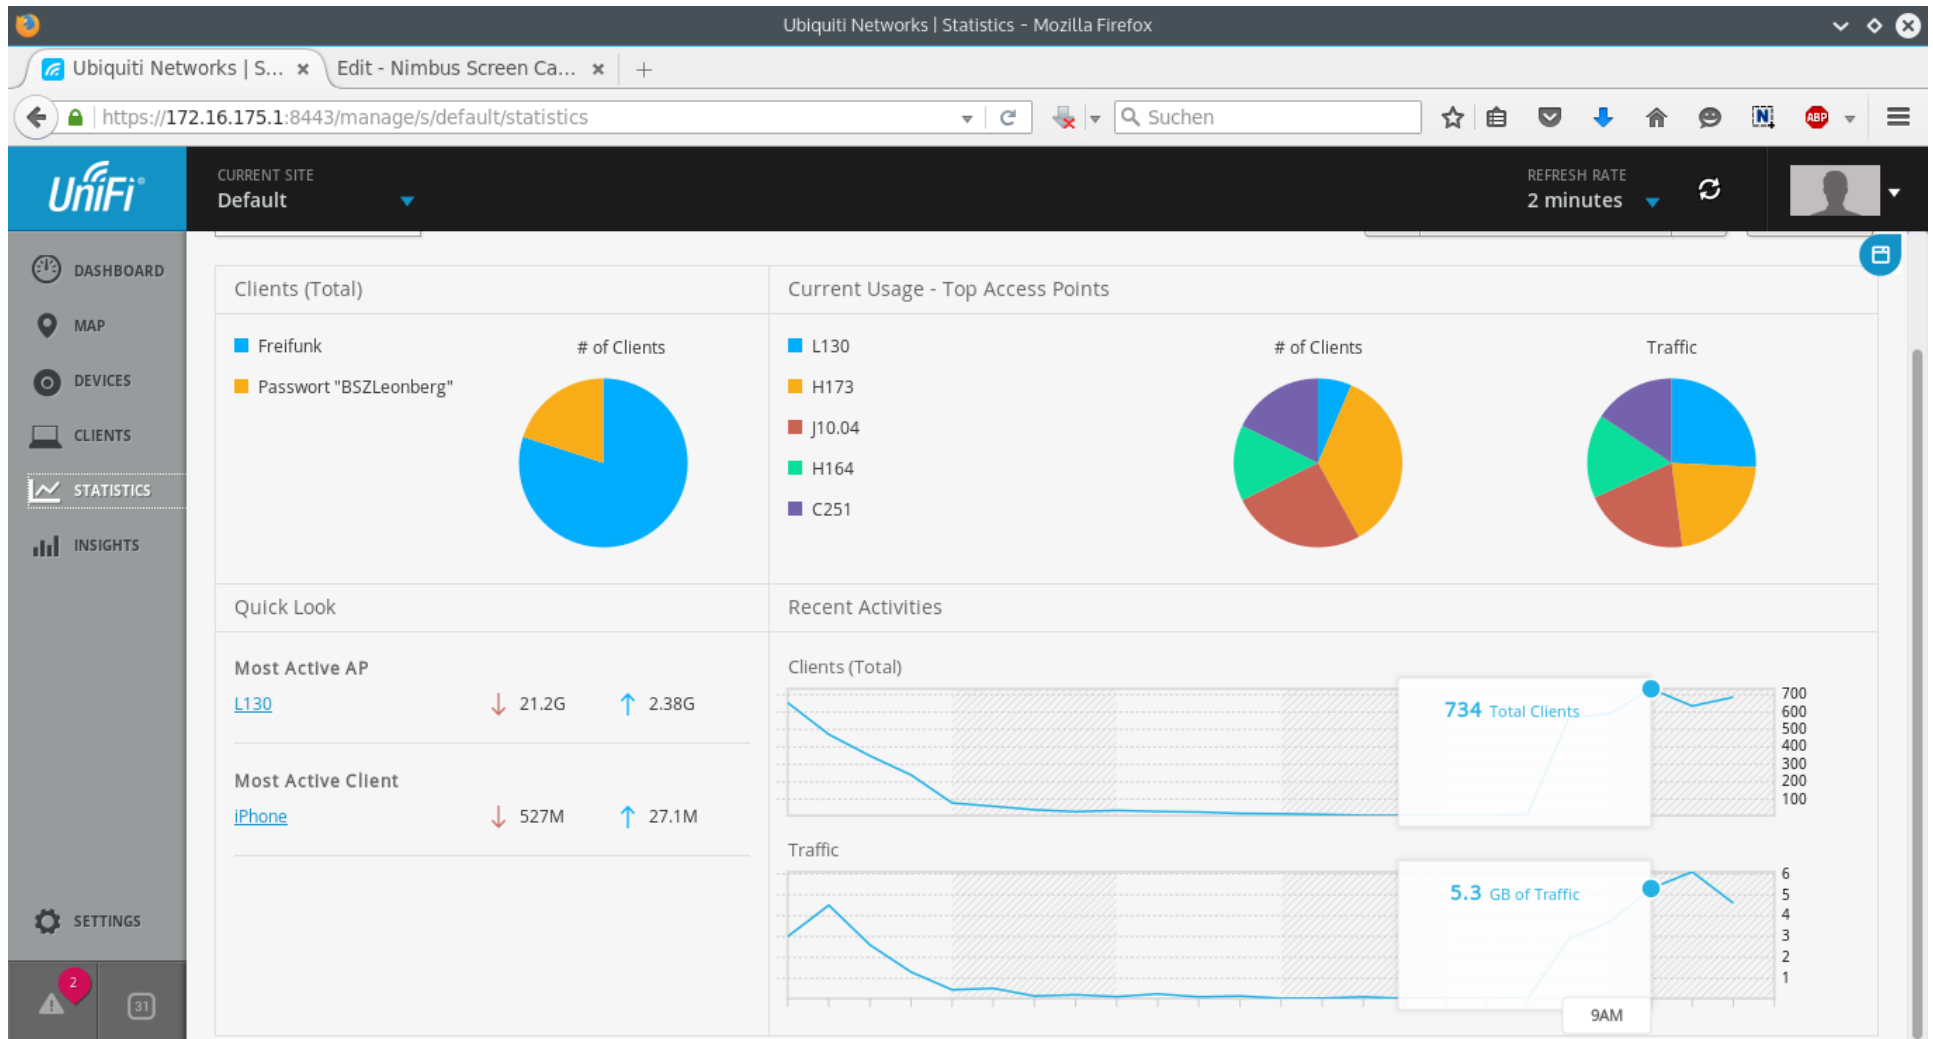 Ubiquiti Networks | Statistics - Mozilla Firefox
Ubiquiti Networks | S...
Edit - Nimbus Screen Ca...
https://172.16.175.1:8443/manage/s/default/statistics
Suchen
N
ABP
UniFi
CURRENT SITE
Default
REFRESH RATE
2 minutes
DASHBOARD
MAP
DEVICES
CLIENTS
STATISTICS
INSIGHTS
SETTINGS
2
31
Clients (Total)
Freifunk
Passwort "BSZLeonberg"
# of Clients
Current Usage - Top Access Points
L130
H173
J10.04
H164
C251
# of Clients
Traffic
Quick Look
Most Active AP
L130 ↓ 21.2G ↑ 2.38G
Most Active Client
iPhone ↓ 527M ↑ 27.1M
Recent Activities
Clients (Total)
734 Total Clients
700
600
500
400
300
200
100
Traffic
5.3 GB of Traffic
6
5
4
3
2
1
9AM